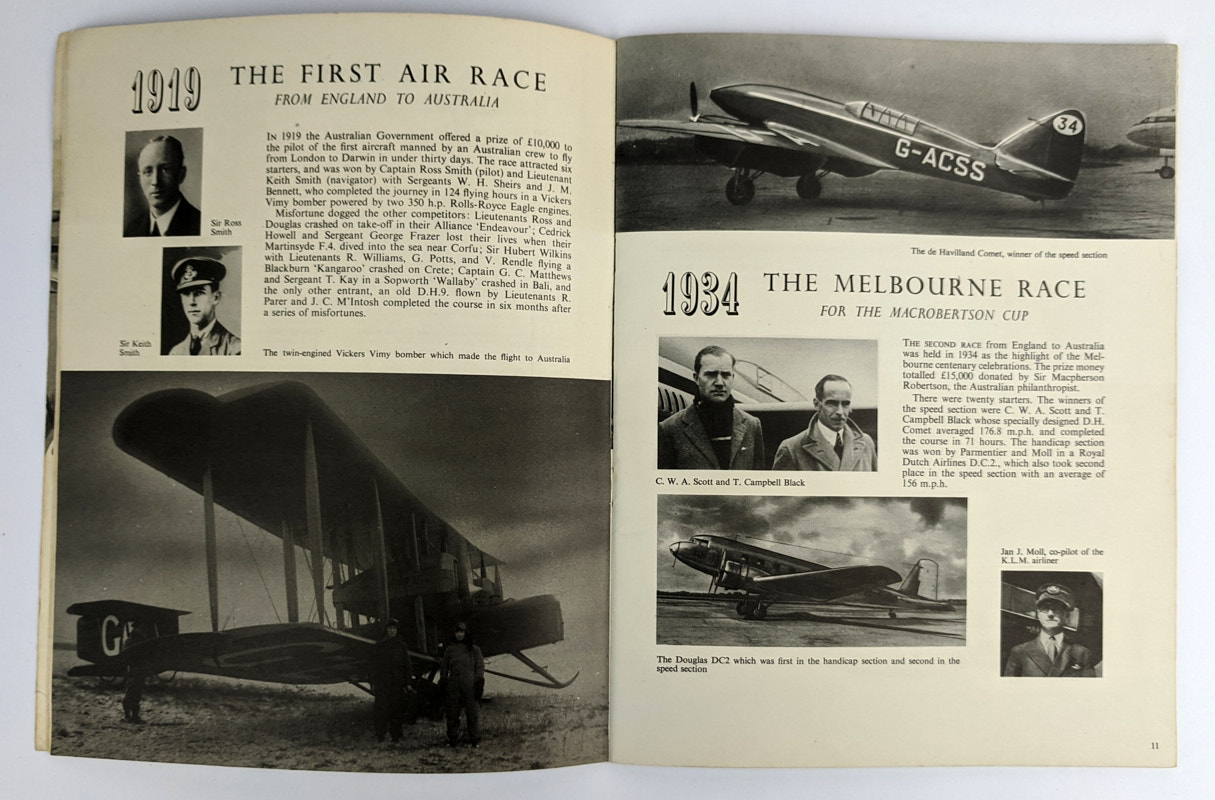 1919
THE FIRST AIR RACE
FROM ENGLAND TO AUSTRALIA
IN 1919 the Australian Government offered a prize of £10,000 to
the pilot of the first aircraft manned by an Australian crew to fly
from London to Darwin in under thirty days. The race attracted six
starters, and was won by Captain Ross Smith (pilot) and Lieutenant
Keith Smith (navigator) with Sergeants W. H. Sheirs and J. M.
Bennett, who completed the journey in 124 flying hours in a Vickers
Vimy bomber powered by two 350 h.p. Rolls-Royce Eagle engines.
Misfortune dogged the other competitors: Lieutenants Ross and
Douglas crashed on take-off in their Alliance 'Endeavour'; Cedrick
Howell and Sergeant George Frazer lost their lives when their
Martinsyde F.4. dived into the sea near Corfu; Sir Hubert Wilkins
with Lieutenants R. Williams, G. Potts, and V. Rendle flying a
Blackburn 'Kangaroo' crashed on Crete; Captain G. C. Matthews
and Sergeant T. Kay in a Sopworth 'Wallaby' crashed in Bali, and
the only other entrant, an old D.H.9. flown by Lieutenants R.
Parer and J. C. M'Intosh completed the course in six months after
a series of misfortunes.
Sir Ross
Smith
Sir Keith
Smith
The twin-engined Vickers Vimy bomber which made the flight to Australia
G
34
G-ACSS
The de Havilland Comet, winner of the speed section
1934
THE MELBOURNE RACE
FOR THE MACROBERTSON CUP
THE SECOND RACE from England to Australia
was held in 1934 as the highlight of the Mel-
bourne centenary celebrations. The prize money
totalled £15,000 donated by Sir Macpherson
Robertson, the Australian philanthropist.
There were twenty starters. The winners of
the speed section were C. W. A. Scott and T.
Campbell Black whose specially designed D.H.
Comet averaged 176.8 m.p.h. and completed
the course in 71 hours. The handicap section
was won by Parmentier and Moll in a Royal
Dutch Airlines D.C.2., which also took second
place in the speed section with an average of
156 m.p.h.
C. W. A. Scott and T. Campbell Black
Jan J. Moll, co-pilot of the
K.L.M. airliner
The Douglas DC2 which was first in the handicap section and second in the
speed section
11